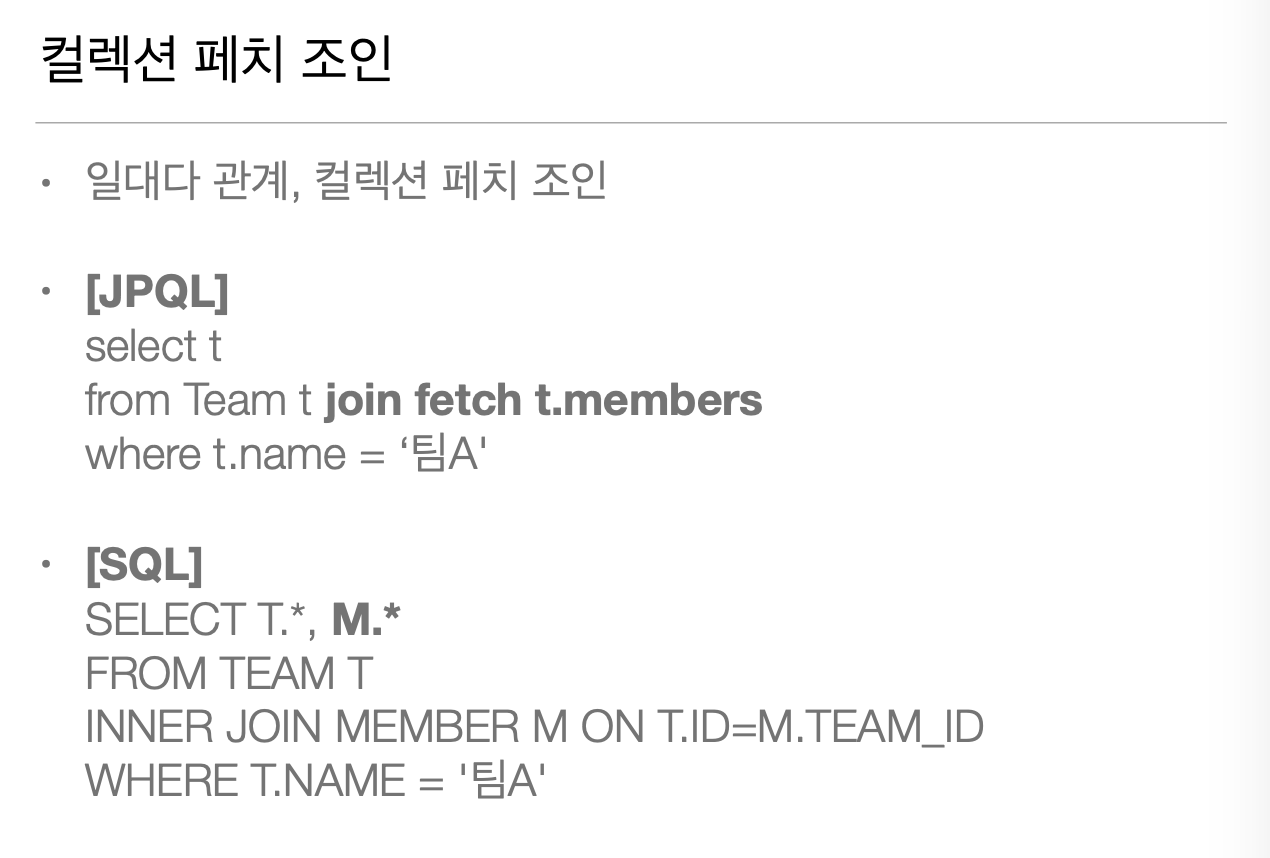 컬렉션 페치 조인
• 일대다 관계, 컬렉션 페치 조인
• [JPQL]
select t
from Team t join fetch t.members
where t.name = ‘팀A'
• [SQL]
SELECT T.*, M.*
FROM TEAM T
INNER JOIN MEMBER M ON T.ID=M.TEAM_ID
WHERE T.NAME = '팀A'